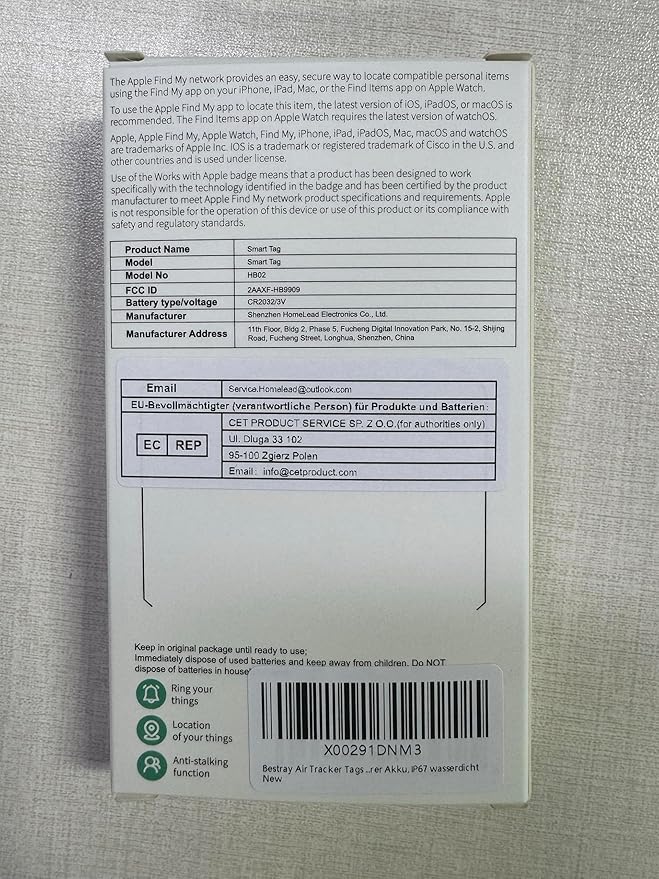 The Apple Find My network provides an easy, secure way to locate compatible personal items
using the Find My app on your iPhone, iPad, Mac, or the Find Items app on Apple Watch.
To use the Apple Find My app to locate this item, the latest version of iOS, iPadOS, or macOS is
recommended. The Find Items app on Apple Watch requires the latest version of watchOS.
Apple, Apple Find My, Apple Watch, Find My, iPhone, iPad, iPadOS, Mac, macOS and watchOS
are trademarks of Apple Inc. IOS is a trademark or registered trademark of Cisco in the U.S. and
other countries and is used under license.
Use of the Works with Apple badge means that a product has been designed to work
specifically with the technology identified in the badge and has been certified by the product
manufacturer to meet Apple Find My network product specifications and requirements. Apple
is not responsible for the operation of this device or use of this product or its compliance with
safety and regulatory standards.
Product Name Smart Tag
Model Smart Tag
Model No HB02
FCC ID 2AAXF-HB9909
Battery type/voltage CR2032/3V
Manufacturer Shenzhen HomeLead Electronics Co., Ltd.
Manufacturer Address 11th Floor, Bldg 2, Phase 5, Fucheng Digital Innovation Park, No. 15-2, Shijing
Road, Fucheng Street, Longhua, Shenzhen, China
Email Service.Homelead@outlook.com
EU-Bevollmächtigter (verantwortliche Person) für Produkte und Batterien:
EC REP
CET PRODUCT SERVICE SP. Z O.O.(for authorities only)
Ul. Dluga 33 102
95-100 Zgierz Polen
Email: info@cetproduct.com
Keep in original package until ready to use;
Immediately dispose of used batteries and keep away from children. Do NOT
dispose of batteries in
Ring your
things
Location
of your things
Anti-stalking
function
X00291DNM3
Bestray Air Tracker Tags ..rer Akku, IP67 wasserdicht
New